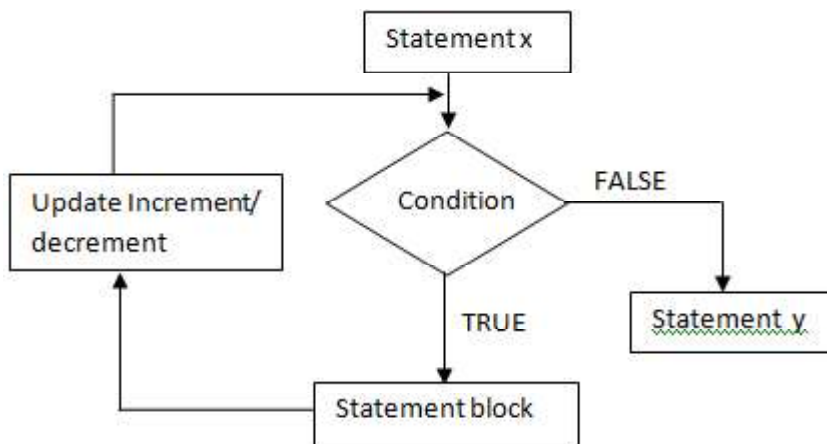 Statement x
Condition
FALSE
Update Increment/
decrement
TRUE
Statement y
Statement block